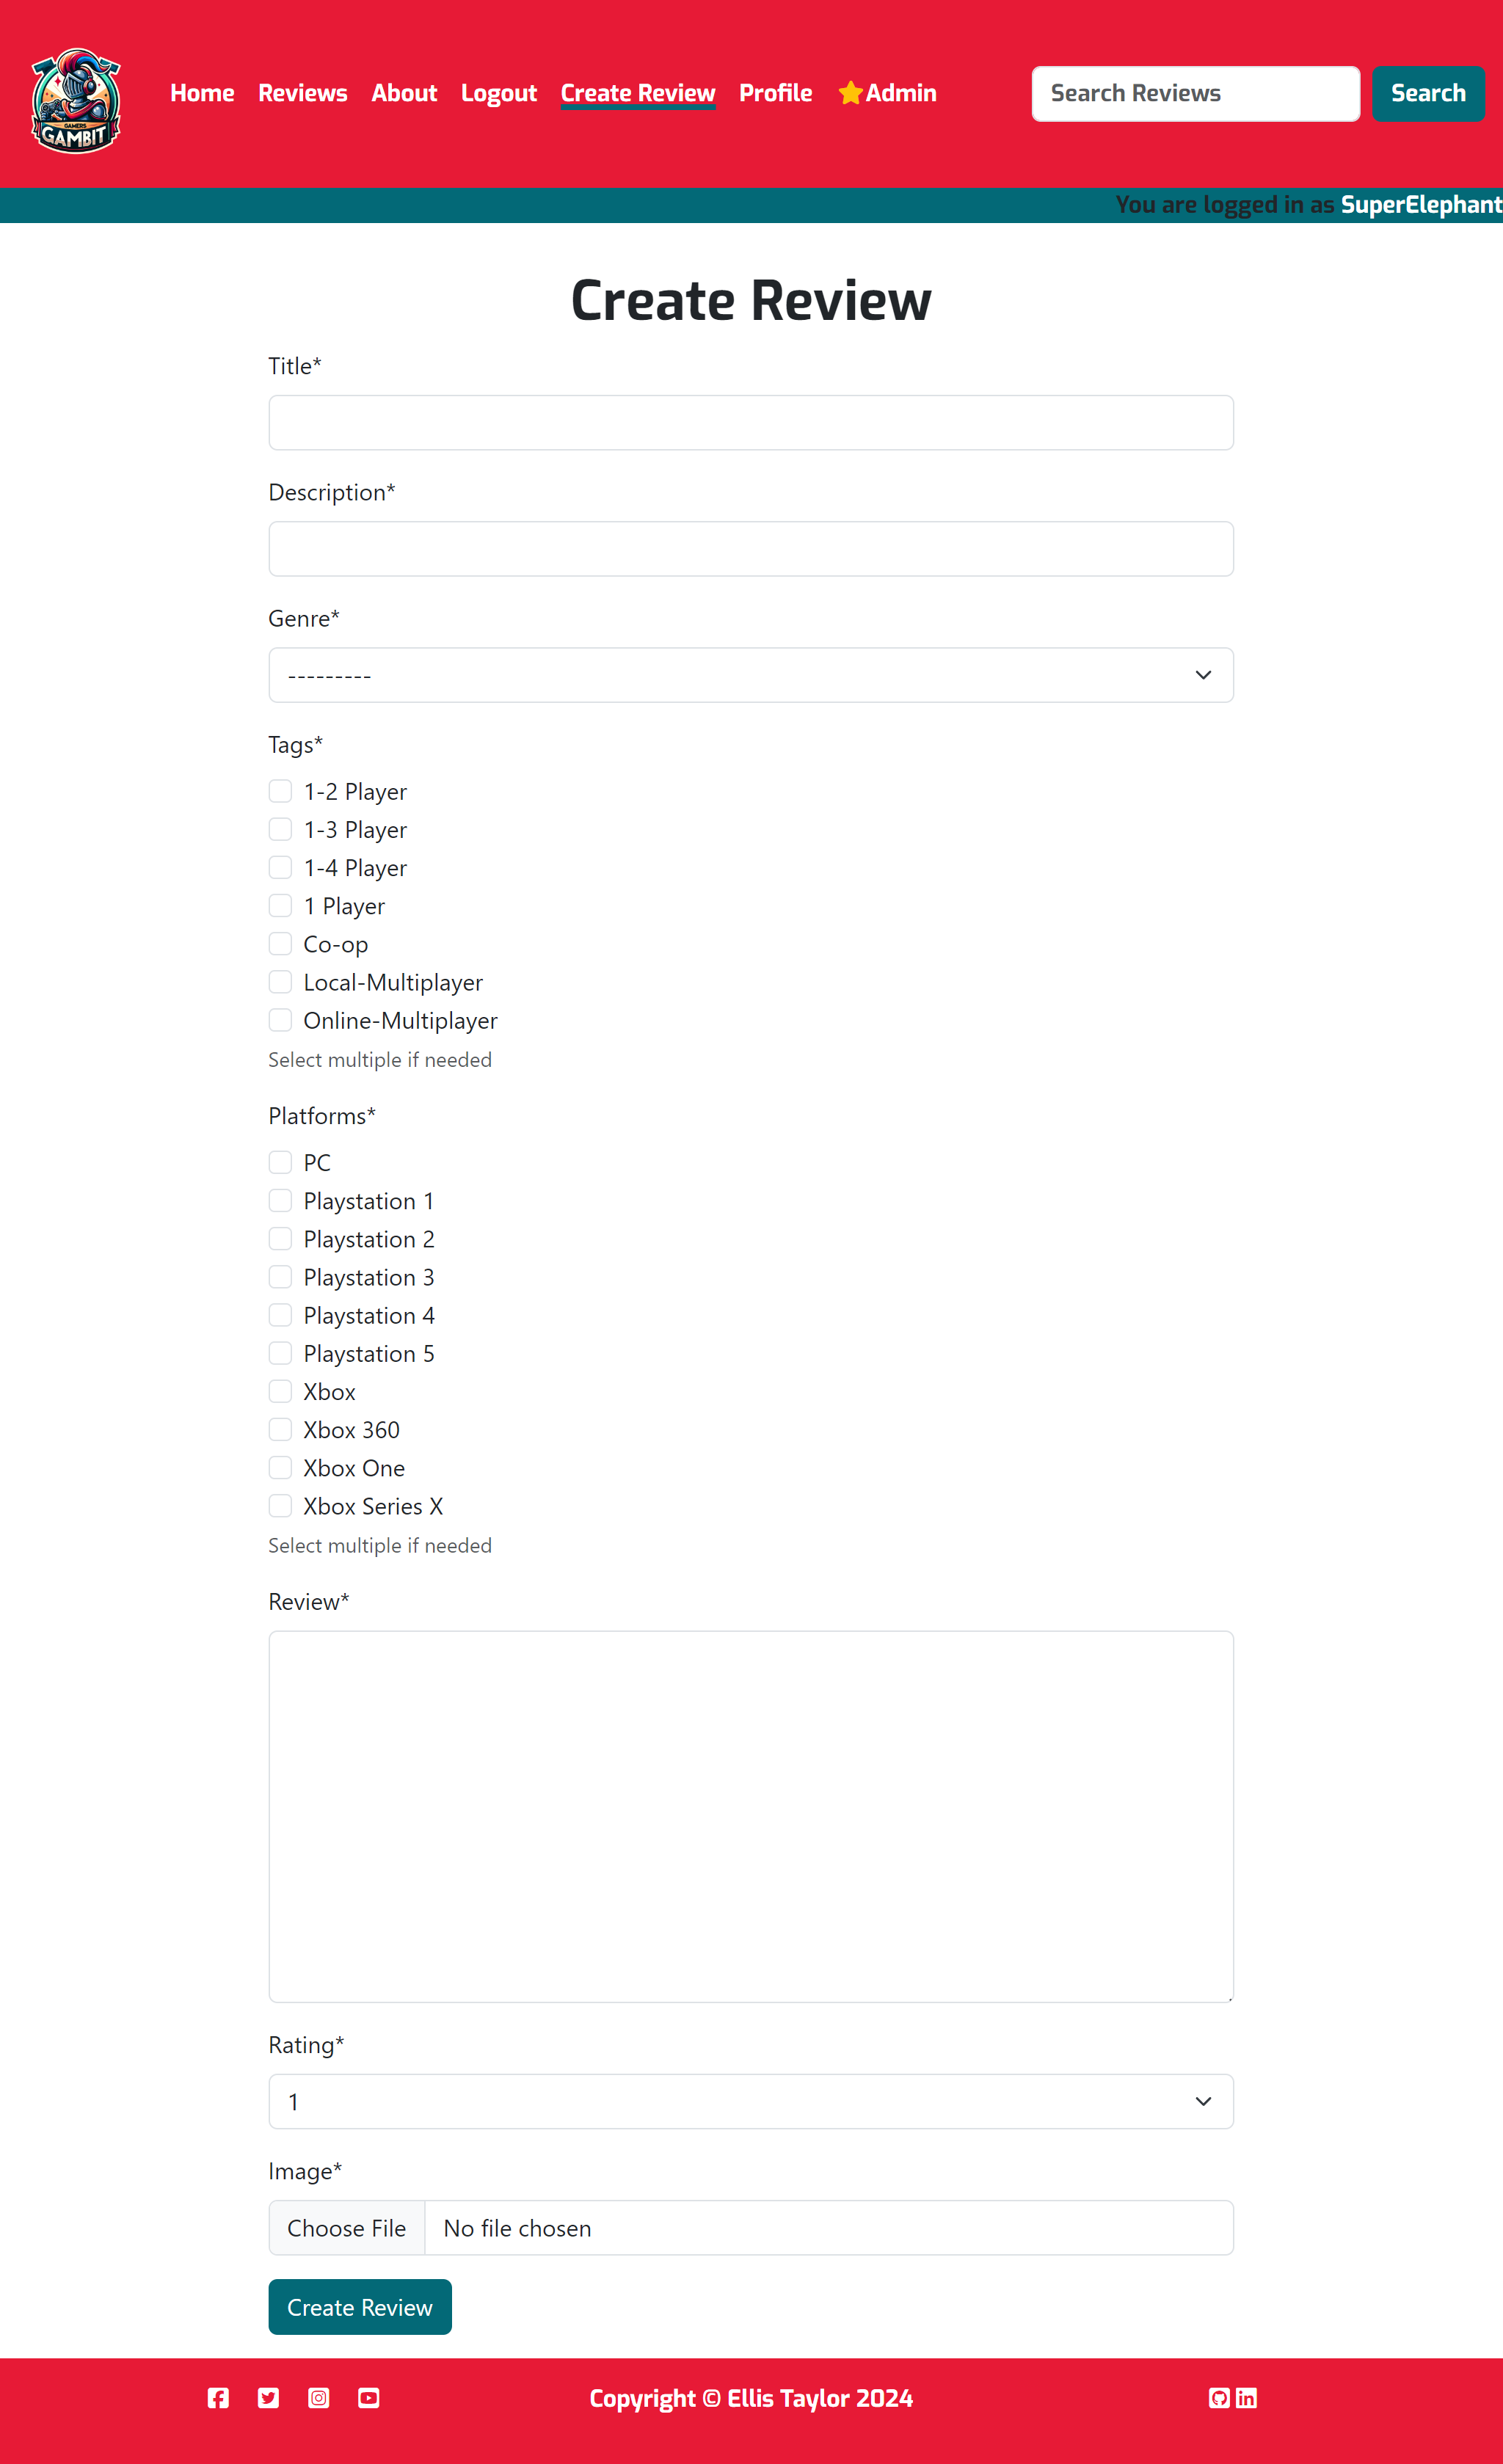 GAMERS
GAMBIT
Home Reviews About Logout Create Review Profile Admin
Search Reviews
Search
You are logged in as SuperElephant
Create Review
Title*
Description*
Genre*
---------
Tags*
1-2 Player
1-3 Player
1-4 Player
1 Player
Co-op
Local-Multiplayer
Online-Multiplayer
Select multiple if needed
Platforms*
PC
Playstation 1
Playstation 2
Playstation 3
Playstation 4
Playstation 5
Xbox
Xbox 360
Xbox One
Xbox Series X
Select multiple if needed
Review*
Rating*
1
Image*
Choose File No file chosen
Create Review
Copyright © Ellis Taylor 2024